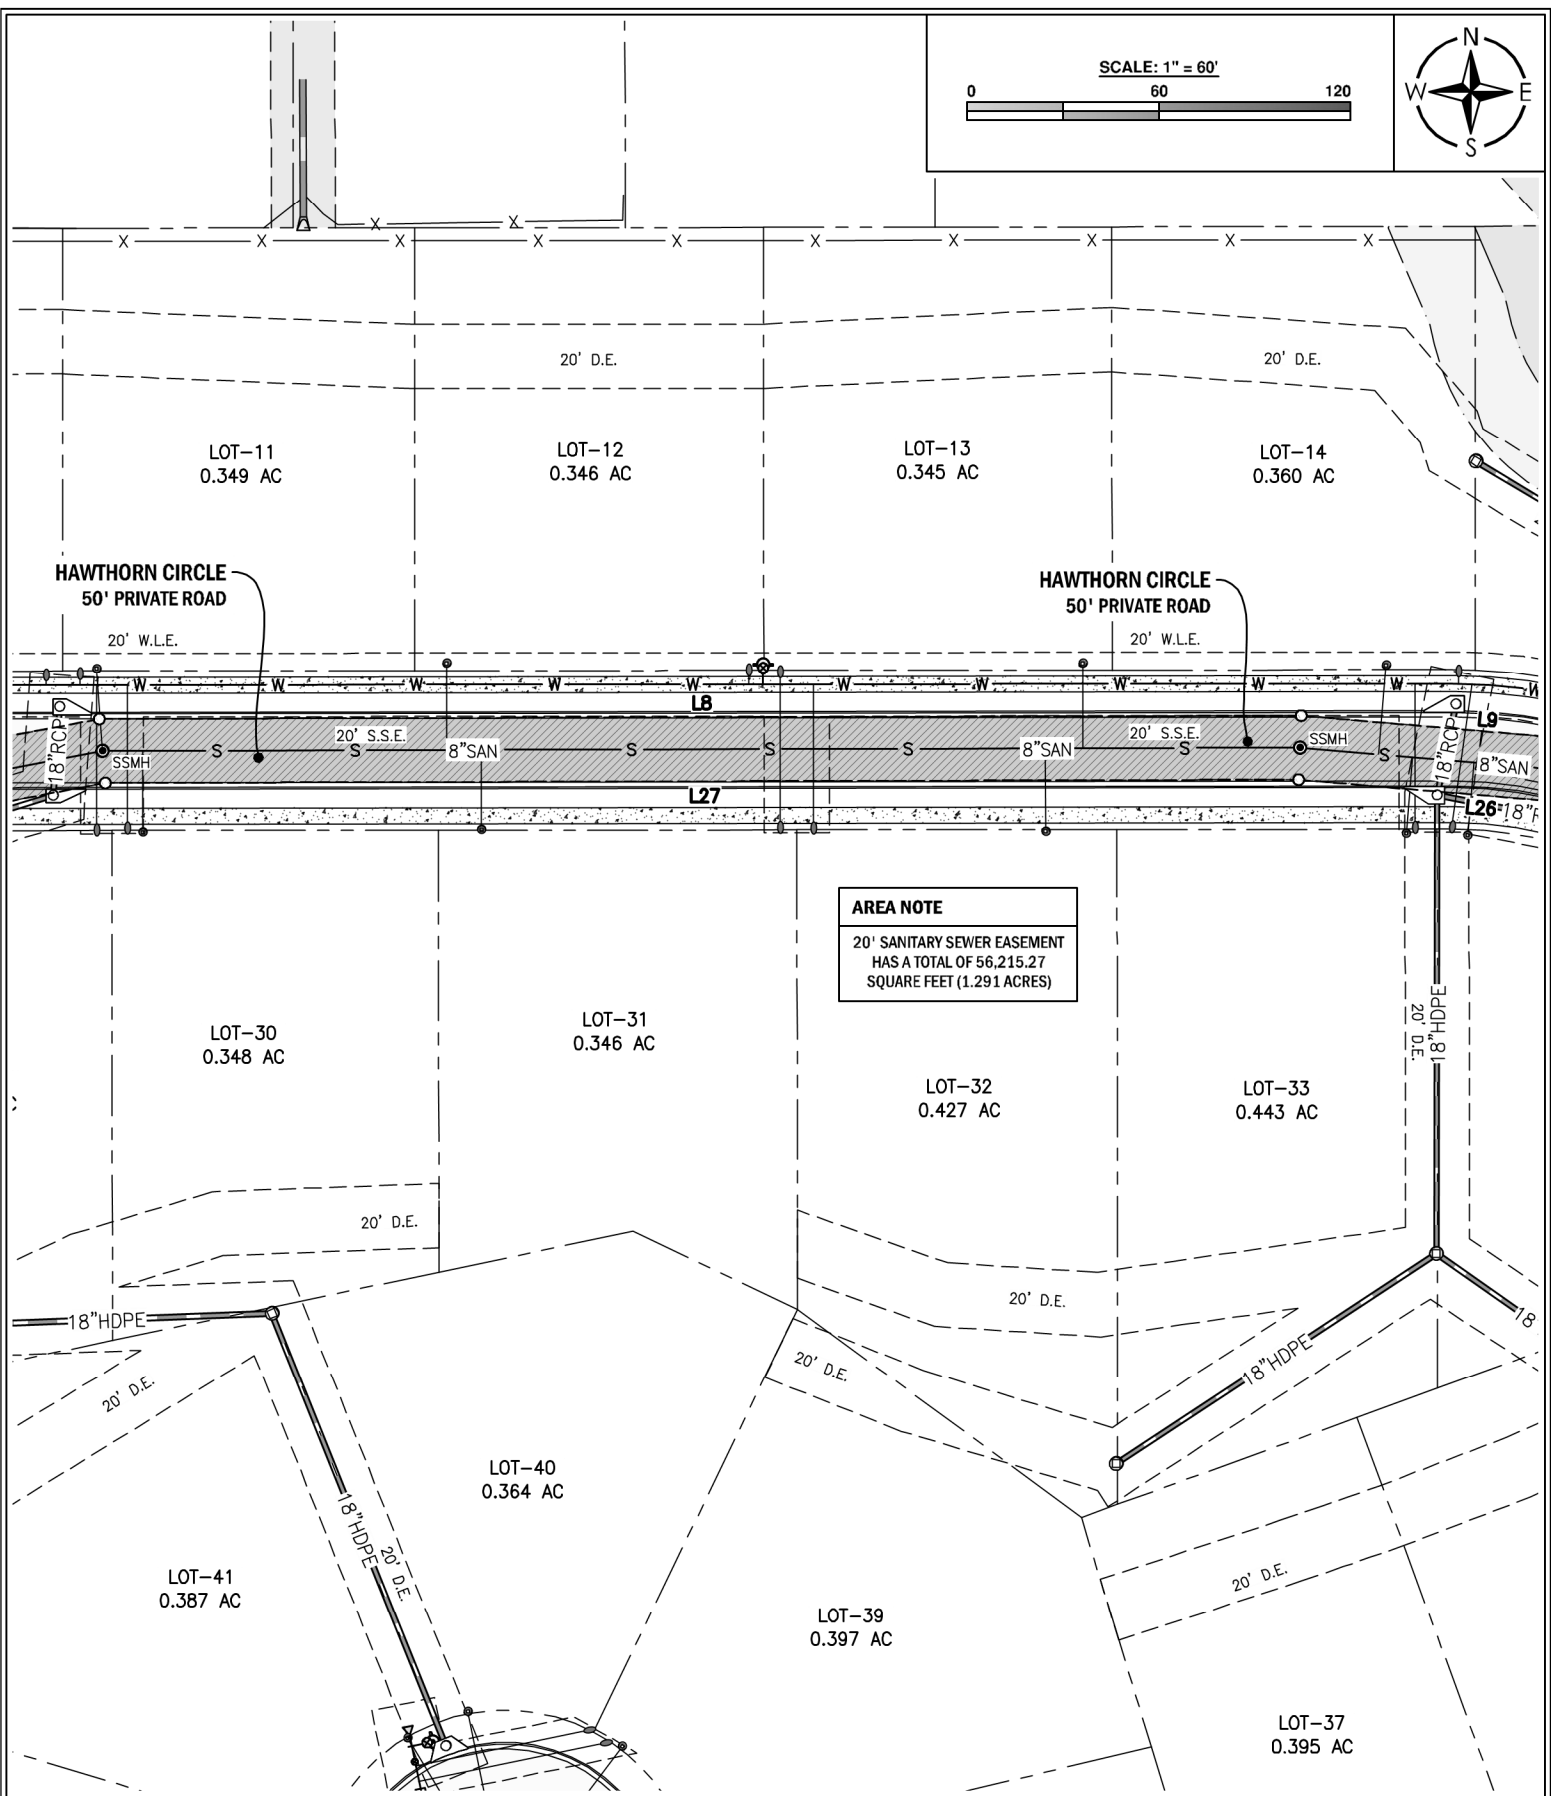 SCALE: 1" = 60'
0 60 120
N
W E
S
X X
X X X X X X X X X X
20' D.E.
20' D.E.
LOT-11
0.349 AC
LOT-12
0.346 AC
LOT-13
0.345 AC
LOT-14
0.360 AC
HAWTHORN CIRCLE
50' PRIVATE ROAD
HAWTHORN CIRCLE
50' PRIVATE ROAD
20' W.L.E.
20' W.L.E.
W W W W W W W W W W W
L8
L9
18"RCP
20' S.S.E.
20' S.S.E.
18"RCP
SSMH
S S 8"SAN S S S 8"SAN S
SSMH
S
8"SAN
L27
L26
18"
AREA NOTE
20' SANITARY SEWER EASEMENT
HAS A TOTAL OF 56,215.27
SQUARE FEET (1.291 ACRES)
LOT-30
0.348 AC
LOT-31
0.346 AC
LOT-32
0.427 AC
LOT-33
0.443 AC
20' D.E.
18"HDPE
20' D.E.
20' D.E.
18"HDPE
18
18"HDPE
20' D.E.
20' D.E.
LOT-40
0.364 AC
18"HDPE
20' D.E.
LOT-41
0.387 AC
LOT-39
0.397 AC
20' D.E.
LOT-37
0.395 AC